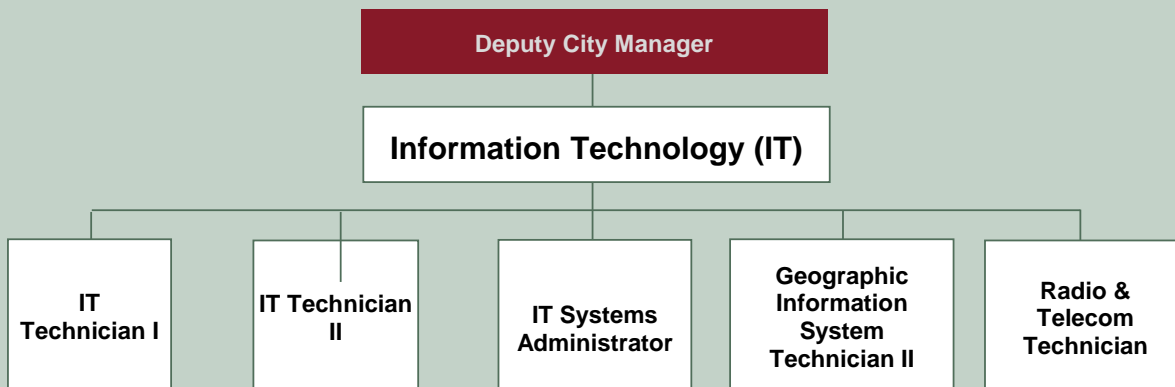 Deputy City Manager
Information Technology (IT)
IT
Technician I
IT Technician
II
IT Systems
Administrator
Geographic
Information
System
Technician II
Radio &
Telecom
Technician